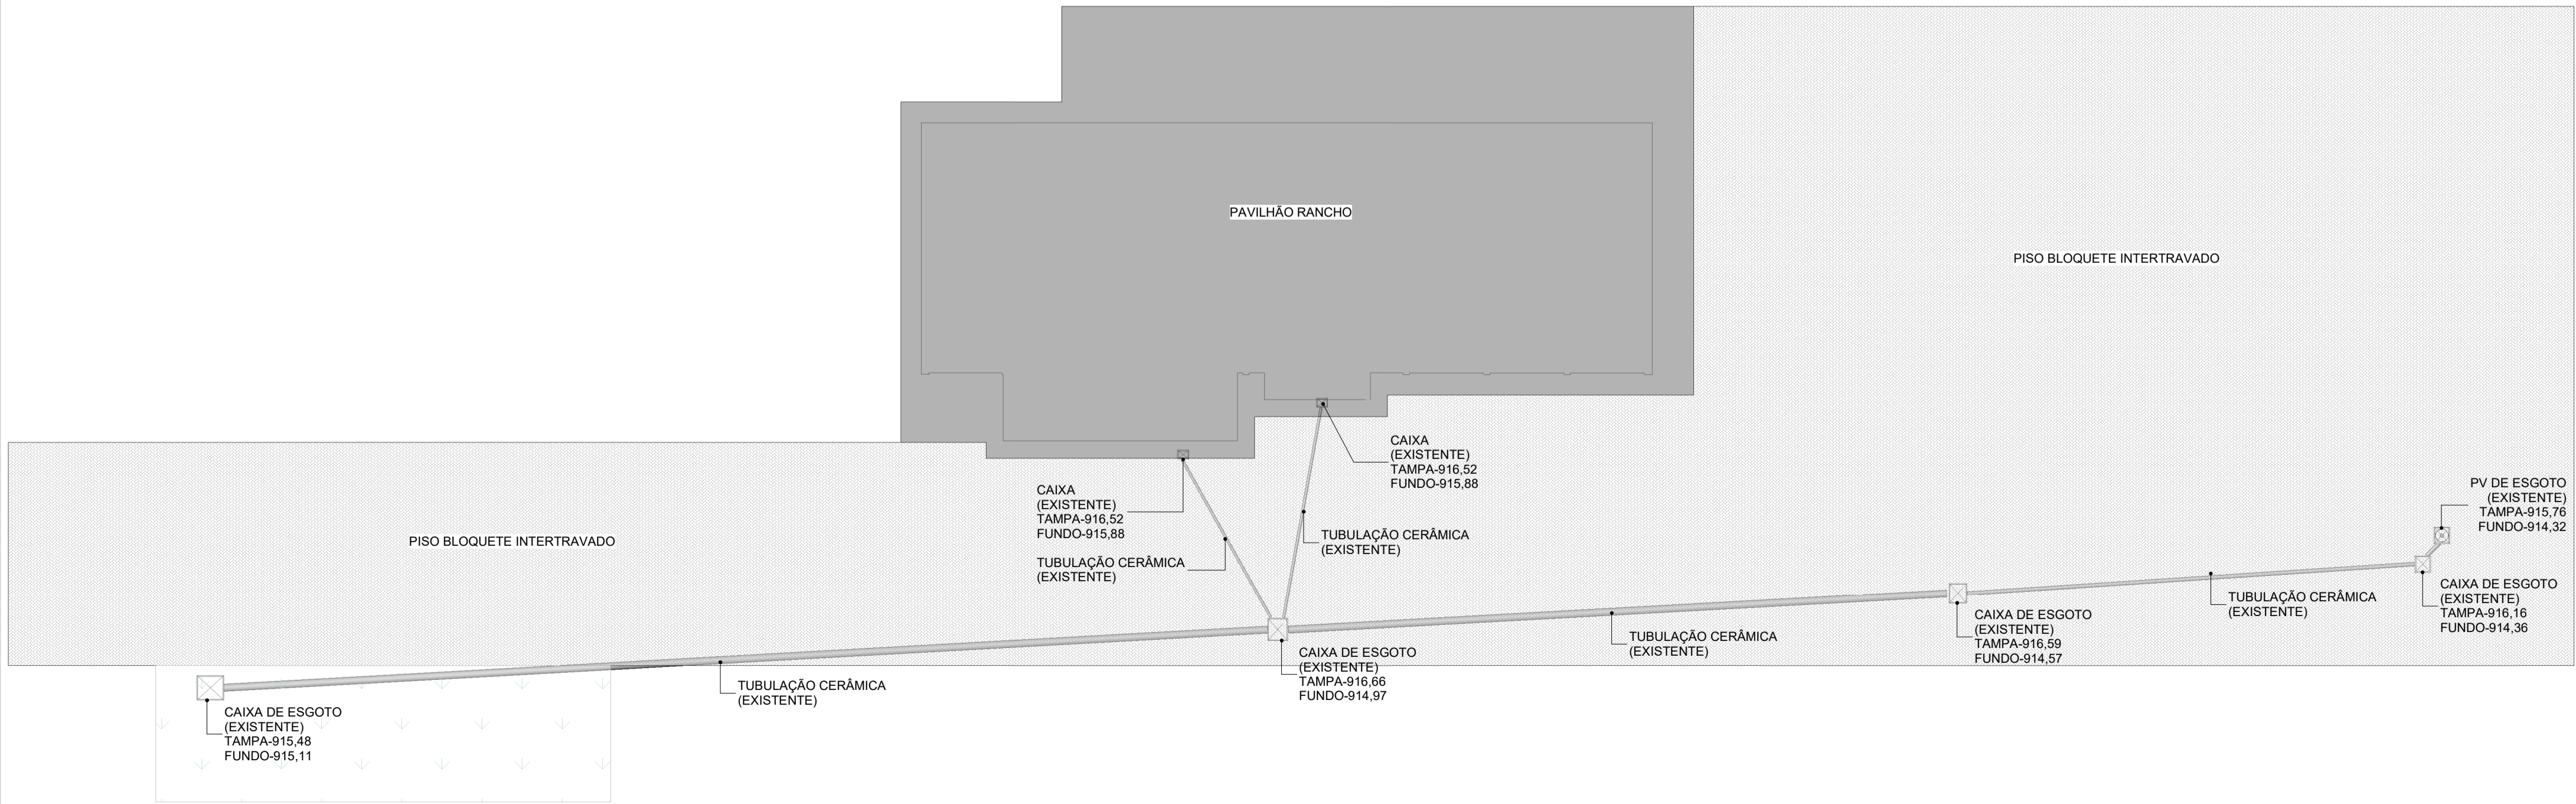 PAVILHÃO RANCHO
PISO BLOQUETE INTERTRAVADO
CAIXA
(EXISTENTE)
TAMPA-916,52
FUNDO-915,88
CAIXA
(EXISTENTE)
TAMPA-916,52
FUNDO-915,88
PV DE ESGOTO
(EXISTENTE)
TAMPA-915,76
FUNDO-914,32
PISO BLOQUETE INTERTRAVADO
TUBULAÇÃO CERÂMICA
(EXISTENTE)
TUBULAÇÃO CERÂMICA
(EXISTENTE)
CAIXA DE ESGOTO
(EXISTENTE)
TAMPA-916,16
FUNDO-914,36
TUBULAÇÃO CERÂMICA
(EXISTENTE)
CAIXA DE ESGOTO
(EXISTENTE)
TAMPA-916,59
FUNDO-914,57
TUBULAÇÃO CERÂMICA
(EXISTENTE)
CAIXA DE ESGOTO
(EXISTENTE)
TAMPA-916,66
FUNDO-914,97
TUBULAÇÃO CERÂMICA
(EXISTENTE)
CAIXA DE ESGOTO
(EXISTENTE)
TAMPA-915,48
FUNDO-915,11